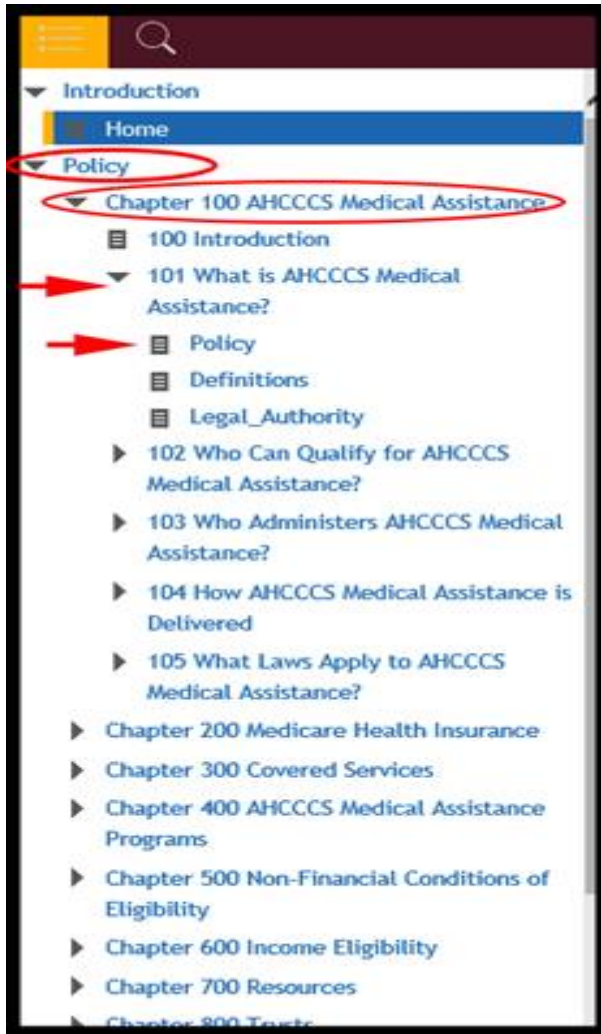 Introduction
Home
Policy
Chapter 100 AHCCCS Medical Assistance
100 Introduction
101 What is AHCCCS Medical
Assistance?
Policy
Definitions
Legal_Authority
102 Who Can Qualify for AHCCCS
Medical Assistance?
103 Who Administers AHCCCS Medical
Assistance?
104 How AHCCCS Medical Assistance is
Delivered
105 What Laws Apply to AHCCCS
Medical Assistance?
Chapter 200 Medicare Health Insurance
Chapter 300 Covered Services
Chapter 400 AHCCCS Medical Assistance
Programs
Chapter 500 Non-Financial Conditions of
Eligibility
Chapter 600 Income Eligibility
Chapter 700 Resources
Chapter 800 Trusts